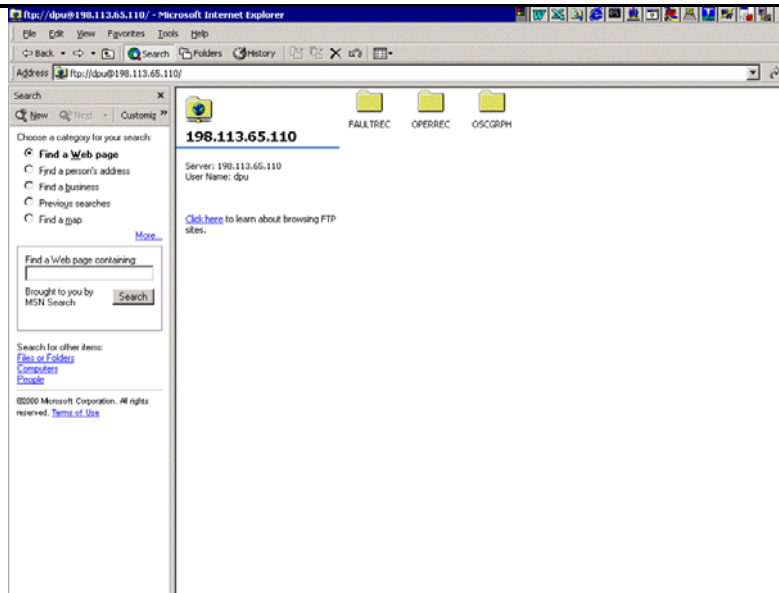 ftp://dpu@198.113.65.110/ - Microsoft Internet Explorer
File Edit View Favorites Tools Help
Back Search Folders History
Address ftp://dpu@198.113.65.110/
Search
New Next Customiz
Choose a category for your search:
Find a Web page
Find a person's address
Find a business
Previous searches
Find a map
More...
Find a Web page containing:
Brought to you by
MSN Search
Search
Search for other items:
Files or Folders
Computers
People
©2000 Microsoft Corporation. All rights
reserved. Terms of Use
198.113.65.110
Server: 198.113.65.110
User Name: dpu
Click here to learn about browsing FTP
sites.
FAULTREC OPERREC OSCGRPH